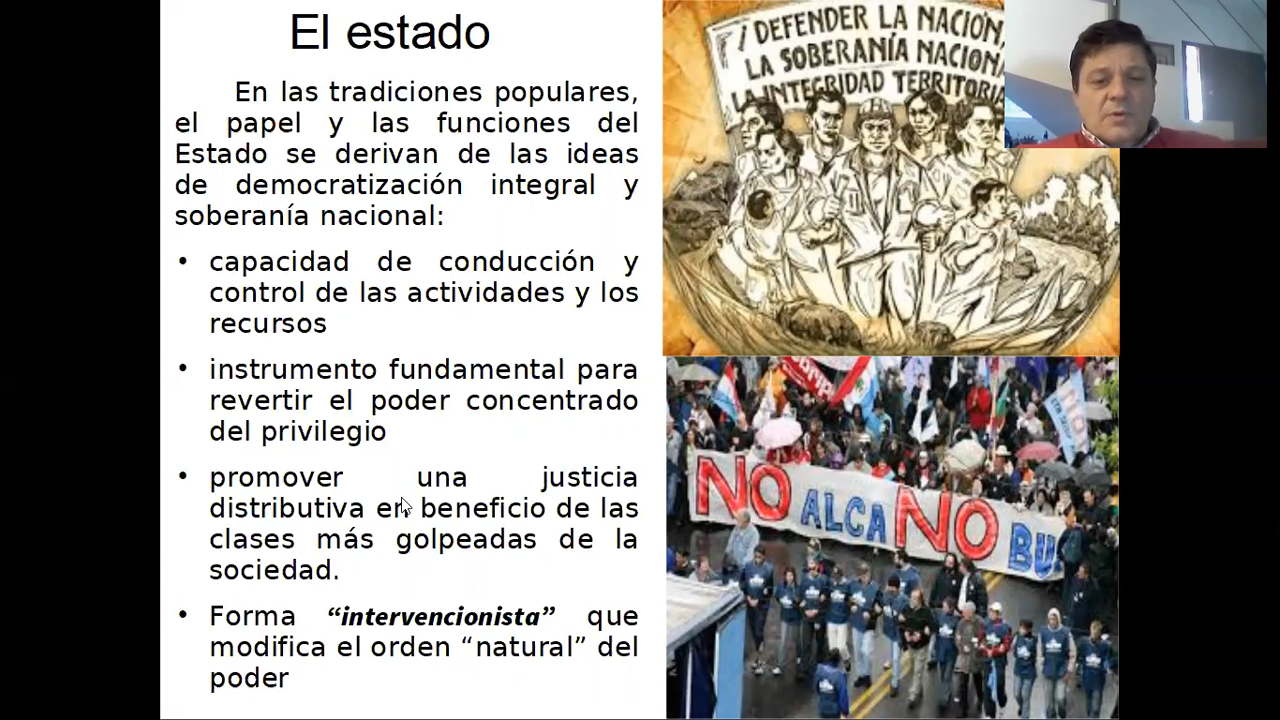 El estado
En las tradiciones populares,
el papel y las funciones del
Estado se derivan de las ideas
de democratización integral y
soberanía nacional:
• capacidad de conducción y
control de las actividades y los
recursos
• instrumento fundamental para
revertir el poder concentrado
del privilegio
• promover una justicia
distributiva en beneficio de las
clases más golpeadas de la
sociedad.
• Forma “intervencionista” que
modifica el orden “natural” del
poder
¡DEFENDER LA NACIÓN,
LA SOBERANÍA NACION
LA INTEGRIDAD TERRITORIA
NO ALCA NO BU